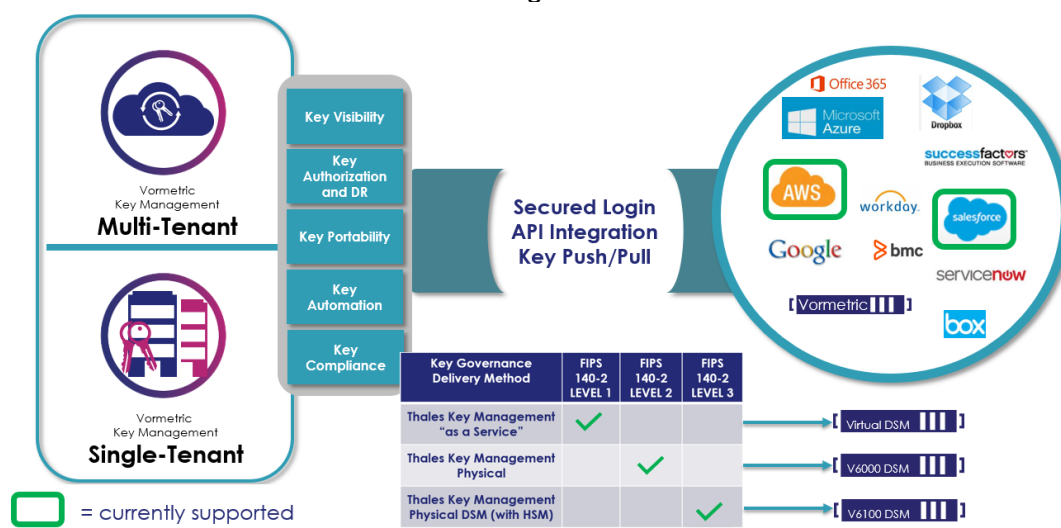 Vormetric
Key Management
Multi-Tenant
Vormetric
Key Management
Single-Tenant
= currently supported
Key Visibility
Key
Authorization
and DR
Key Portability
Key
Automation
Key
Compliance
Secured Login
API Integration
Key Push/Pull
Office 365
Microsoft
Azure
Dropbox
successfactors
BUSINESS EXECUTION SOFTWARE
AWS
workday.
salesforce
Google
bmc
servicenow
[ Vormetric ]
box
Key Governance
Delivery Method
FIPS
140-2
LEVEL 1
FIPS
140-2
LEVEL 2
FIPS
140-2
LEVEL 3
Thales Key Management
“as a Service”
[ Virtual DSM ]
Thales Key Management
Physical
[ V6000 DSM ]
Thales Key Management
Physical DSM (with HSM)
[ V6100 DSM ]